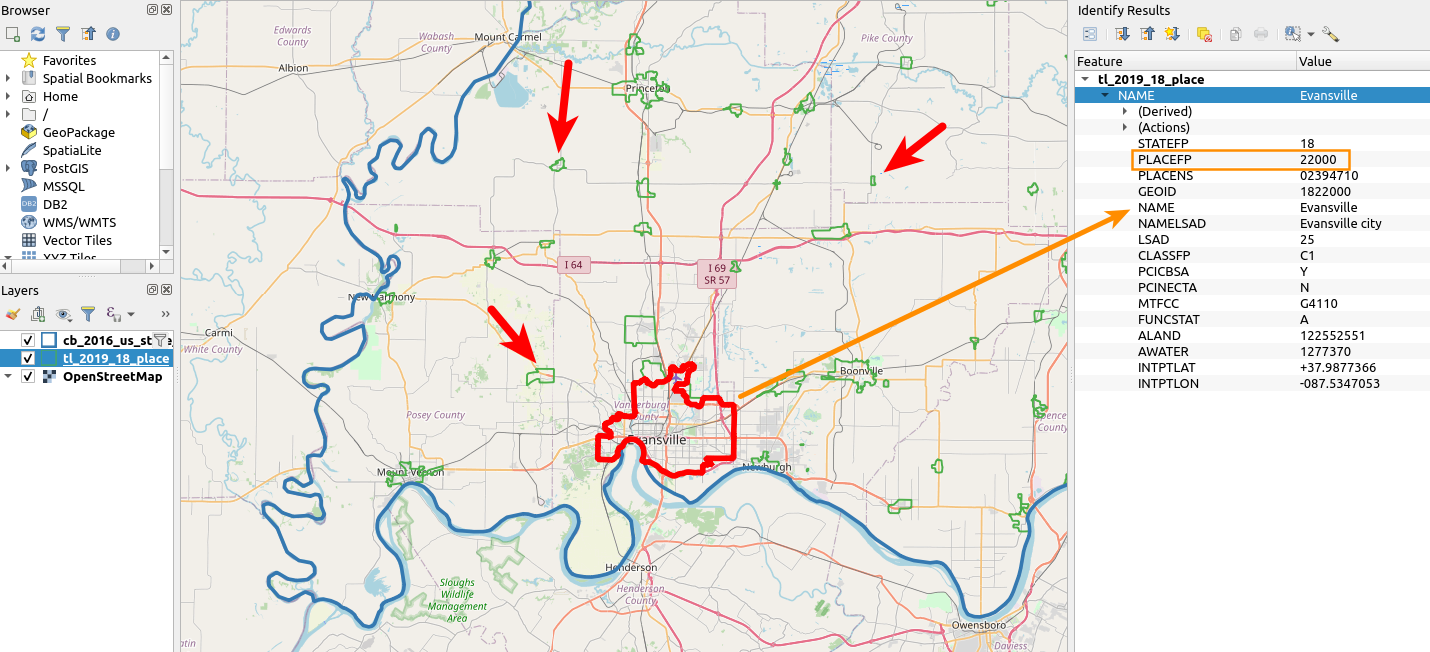 Browser
Favorites
Spatial Bookmarks
Home
/
GeoPackage
SpatiaLite
PostGIS
MSSQL
DB2
DB2
WMS/WMTS
Vector Tiles
XYZ Tiles
Layers
cb_2016_us_st
tl_2019_18_place
OpenStreetMap
Edwards
County
Wabash
County
Mount Carmel
Pike County
Albion
Princeton
I 64
I 69
SR 57
New Harmony
Carmi
White County
Boonville
Posey County
Vanderburgh
County
Evansville
Spencer
County
Mount Vernon
Newburgh
Henderson
Henderson
County
Sloughs
Wildlife
Management
Area
Owensboro
Daviess
Identify Results
Feature Value
tl_2019_18_place
NAME Evansville
(Derived)
(Actions)
STATEFP 18
PLACEFP 22000
PLACENS 02394710
GEOID 1822000
NAME Evansville
NAMELSAD Evansville city
LSAD 25
CLASSFP C1
PCICBSA Y
PCINECTA N
MTFCC G4110
FUNCSTAT A
ALAND 122552551
AWATER 1277370
INTPTLAT +37.9877366
INTPTLON -087.5347053